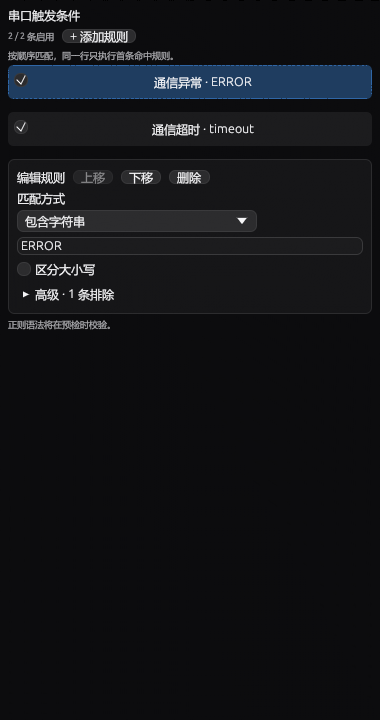 串口触发条件
2 / 2 条启用 + 添加规则
按顺序匹配，同一行只执行首条命中规则。
通信异常 · ERROR
通信超时 · timeout
编辑规则 上移 下移 删除
匹配方式
包含字符串
ERROR
区分大小写
高级 · 1 条排除
正则语法将在预检时校验。